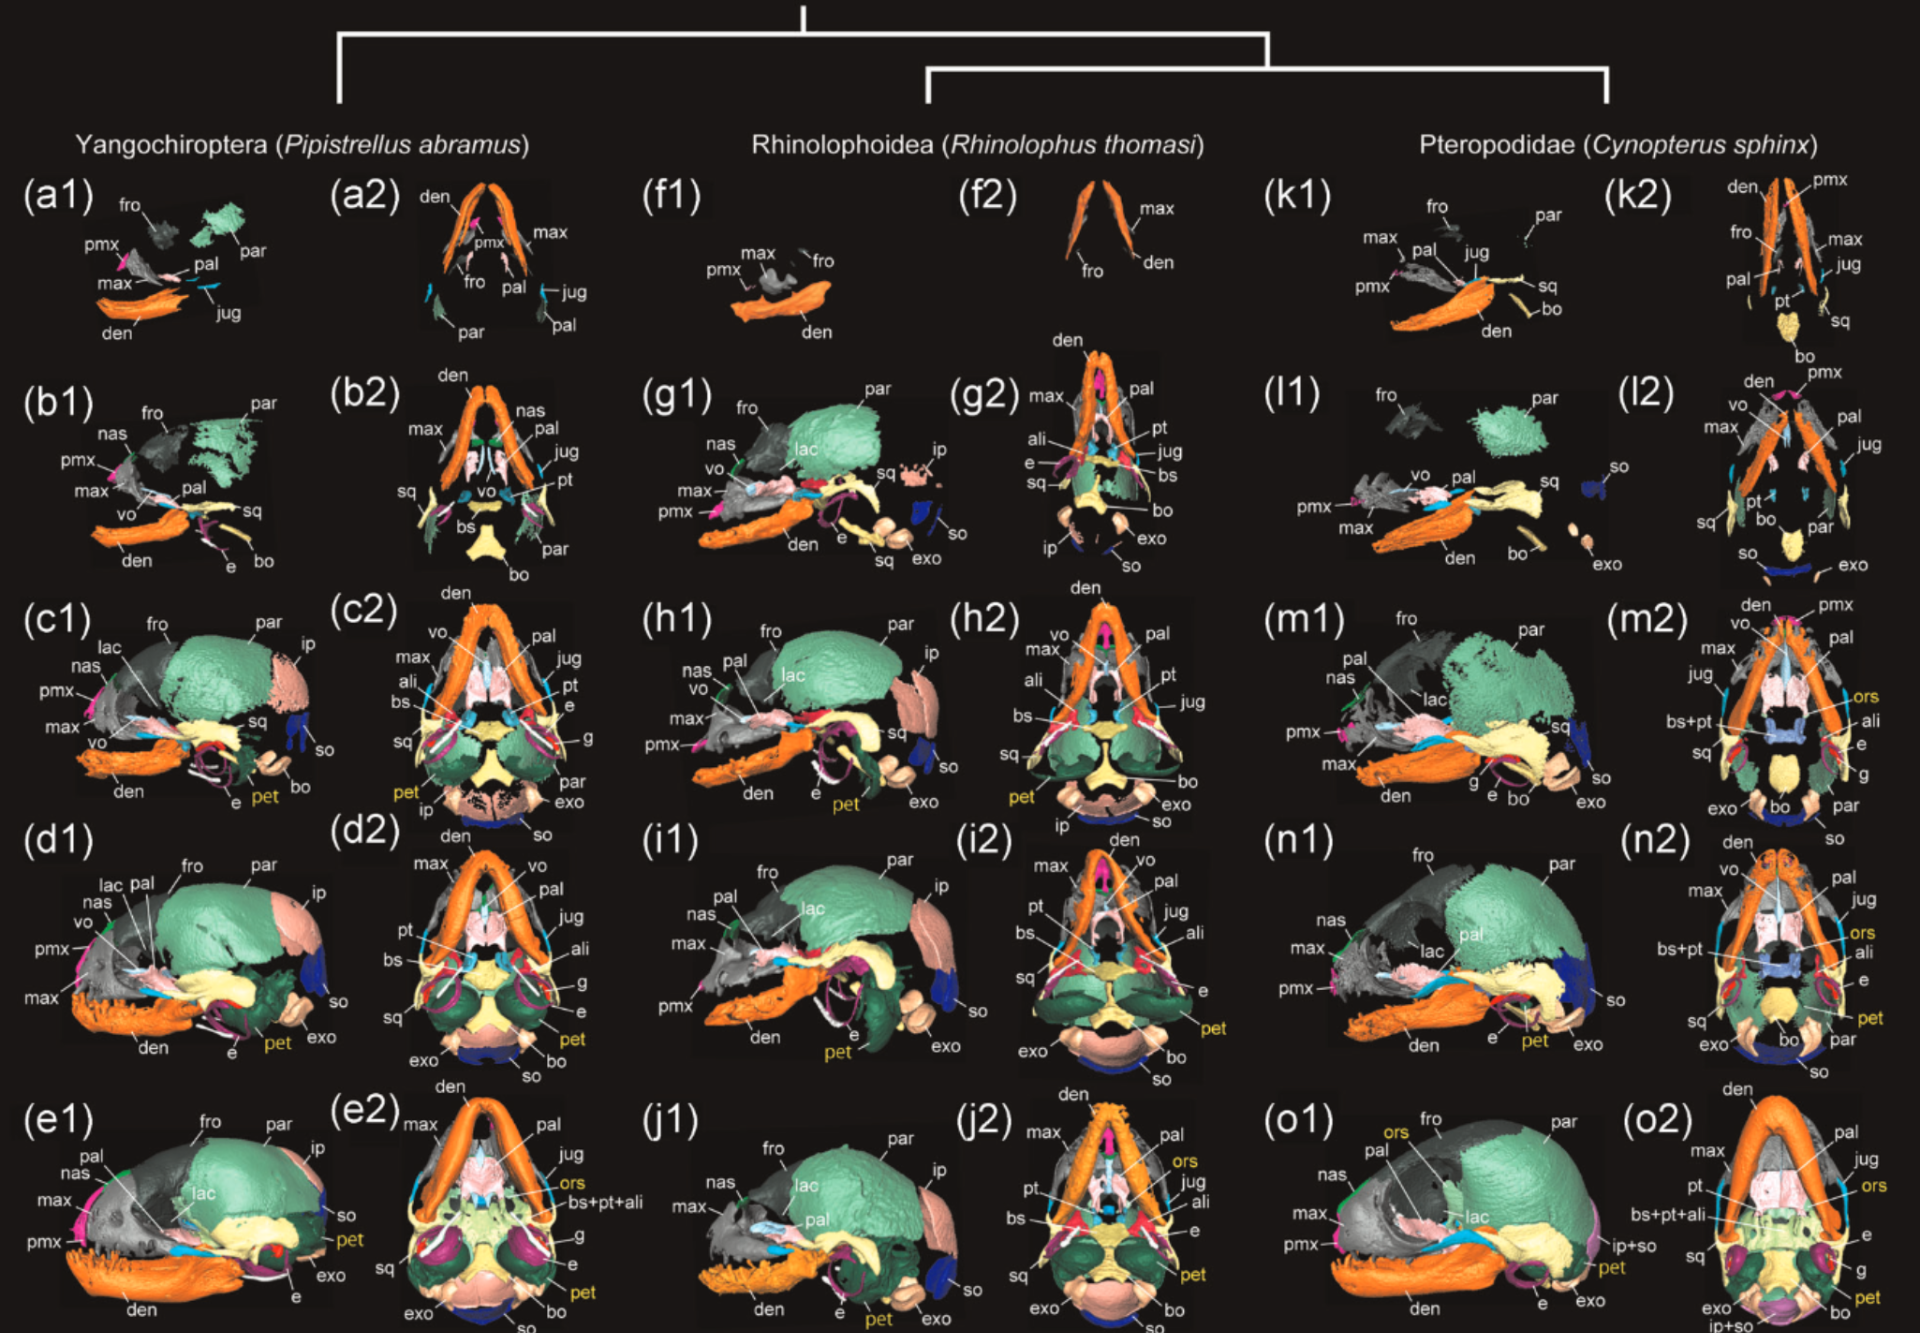 Yangochiroptera (Pipistrellus abramus)
Rhinolophoidea (Rhinolophus thomasi)
Pteropodidae (Cynopterus sphinx)
(a1)
fro
pmx
par
pal
max
jug
den
(a2)
den
max
pmx
fro
pal
jug
par
pal
(f1)
max
fro
pmx
den
(f2)
max
den
fro
(k1)
fro
par
max
pal
jug
pmx
sq
bo
den
(k2)
den
pmx
fro
max
pal
jug
pt
sq
bo
(b1)
par
fro
nas
pmx
max
pal
vo
sq
den
e
bo
(b2)
den
nas
max
pal
jug
sq
vo
pt
bs
par
bo
(g1)
par
fro
nas
lac
vo
sq
ip
max
pmx
so
den
e
sq
exo
(g2)
den
max
pal
ali
pt
e
jug
sq
bs
bo
ip
exo
so
(l1)
fro
par
vo
pal
sq
so
pmx
max
den
bo
exo
(l2)
den
pmx
vo
max
pal
jug
sq
pt
bo
par
so
exo
(c1)
fro
par
ip
lac
nas
pmx
max
vo
sq
so
den
e
pet
bo
exo
(c2)
den
vo
pal
max
jug
ali
pt
bs
e
sq
g
par
pet
ip
exo
so
(h1)
fro
par
ip
nas
pal
lac
vo
max
sq
pmx
so
den
e
pet
exo
(h2)
den
vo
pal
max
ali
pt
bs
jug
sq
pet
bo
exo
ip
so
(m1)
fro
par
pal
nas
lac
pmx
sq
max
so
g
den
e
bo
exo
(m2)
den
pmx
vo
max
pal
jug
ors
bs+pt
ali
sq
e
g
exo
bo
par
so
(d1)
fro
par
ip
lac
pal
nas
vo
pmx
max
so
den
e
pet
exo
(d2)
den
max
vo
pal
jug
pt
bs
ali
g
sq
e
pet
exo
bo
so
(i1)
fro
par
ip
pal
lac
nas
max
pmx
so
den
pet
exo
(i2)
den
max
vo
pal
pt
jug
bs
ali
sq
e
pet
exo
bo
so
(n1)
fro
par
nas
max
lac
pal
pmx
so
den
e
pet
exo
(n2)
den
vo
max
pal
jug
ors
bs+pt
ali
e
sq
pet
exo
bo
par
so
(e1)
fro
par
ip
pal
nas
max
lac
so
pmx
pet
exo
den
e
(e2)
den
max
pal
jug
ors
bs+pt+ali
g
sq
e
pet
exo
bo
so
(j1)
fro
par
ip
nas
lac
max
pal
so
den
e
pet
exo
(j2)
den
max
pal
ors
pt
jug
bs
ali
e
sq
pet
exo
bo
so
(o1)
fro
ors
par
pal
nas
max
lac
pmx
ip+so
pet
den
e
exo
(o2)
den
max
pal
jug
pt
ors
bs+pt+ali
sq
e
g
pet
exo
bo
ip+so